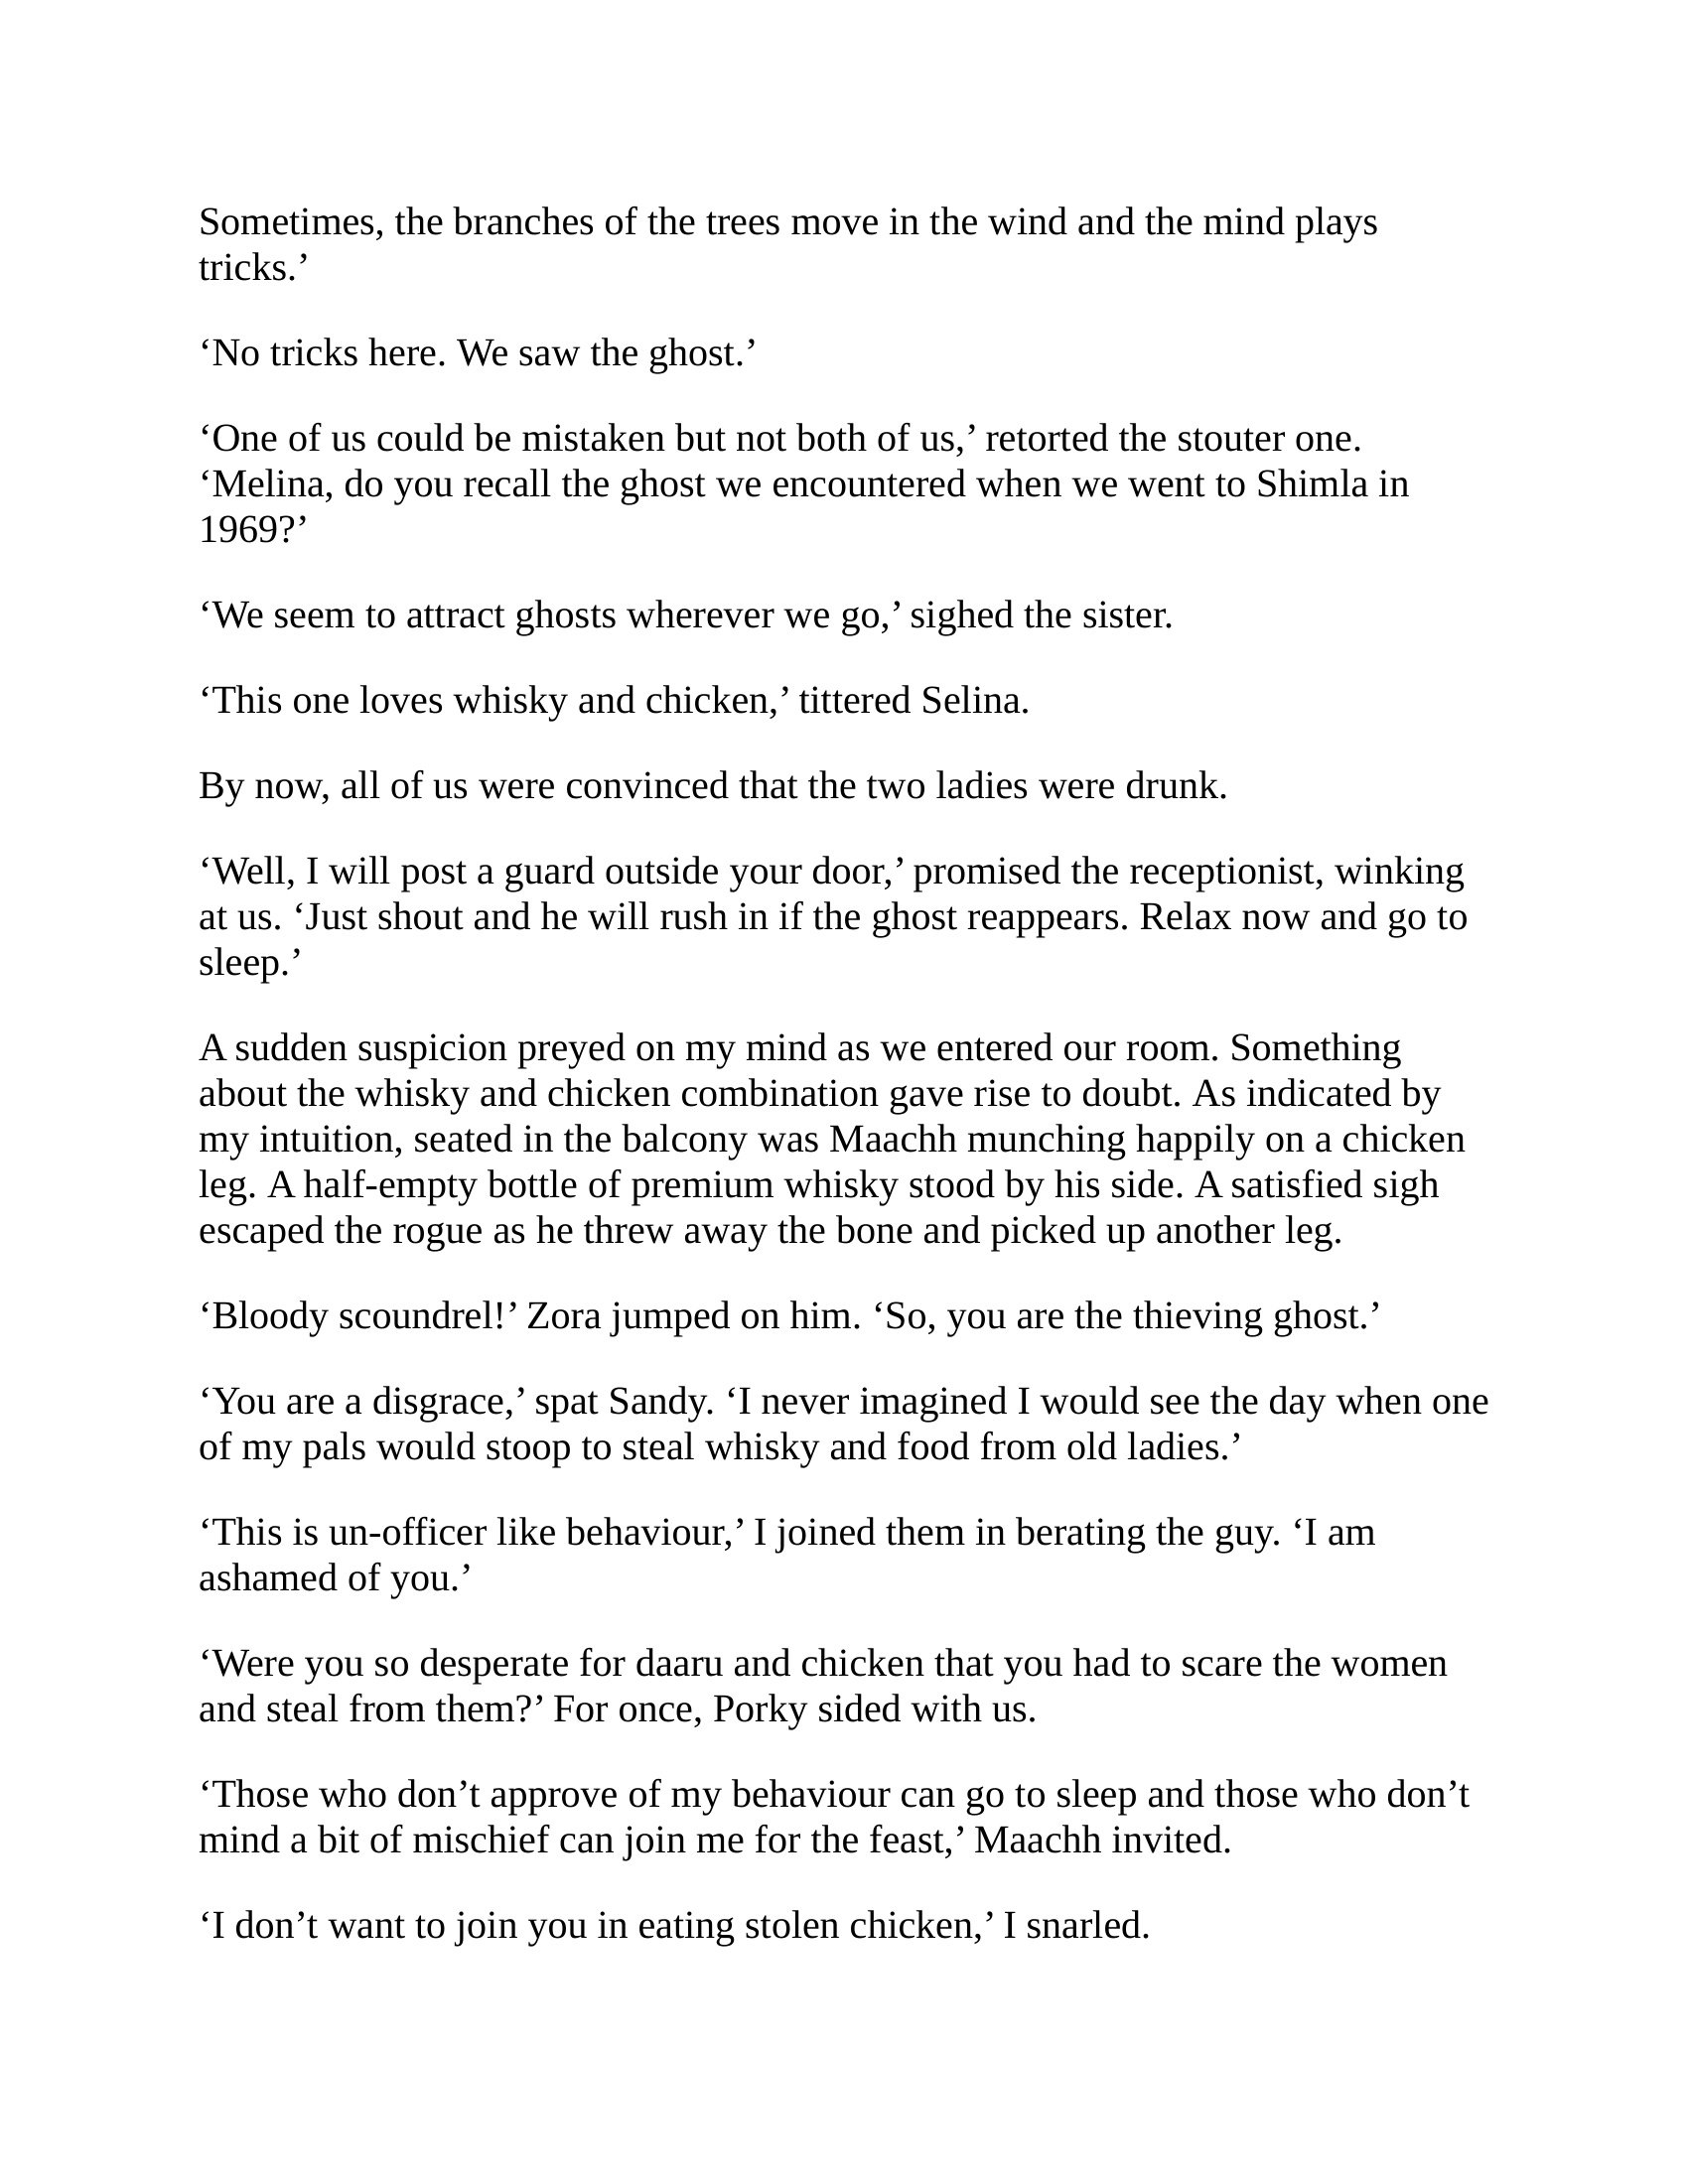 Sometimes, the branches of the trees move in the wind and the mind plays
tricks.’
‘No tricks here. We saw the ghost.’
‘One of us could be mistaken but not both of us,’ retorted the stouter one.
‘Melina, do you recall the ghost we encountered when we went to Shimla in
1969?’
‘We seem to attract ghosts wherever we go,’ sighed the sister.
‘This one loves whisky and chicken,’ tittered Selina.
By now, all of us were convinced that the two ladies were drunk.
‘Well, I will post a guard outside your door,’ promised the receptionist, winking
at us. ‘Just shout and he will rush in if the ghost reappears. Relax now and go to
sleep.’
A sudden suspicion preyed on my mind as we entered our room. Something
about the whisky and chicken combination gave rise to doubt. As indicated by
my intuition, seated in the balcony was Maachh munching happily on a chicken
leg. A half-empty bottle of premium whisky stood by his side. A satisfied sigh
escaped the rogue as he threw away the bone and picked up another leg.
‘Bloody scoundrel!’ Zora jumped on him. ‘So, you are the thieving ghost.’
‘You are a disgrace,’ spat Sandy. ‘I never imagined I would see the day when one
of my pals would stoop to steal whisky and food from old ladies.’
‘This is un-officer like behaviour,’ I joined them in berating the guy. ‘I am
ashamed of you.’
‘Were you so desperate for daaru and chicken that you had to scare the women
and steal from them?’ For once, Porky sided with us.
‘Those who don’t approve of my behaviour can go to sleep and those who don’t
mind a bit of mischief can join me for the feast,’ Maachh invited.
‘I don’t want to join you in eating stolen chicken,’ I snarled.